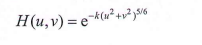 H(u,v) = e^{-k(u^2+v^2)^{5/6}}